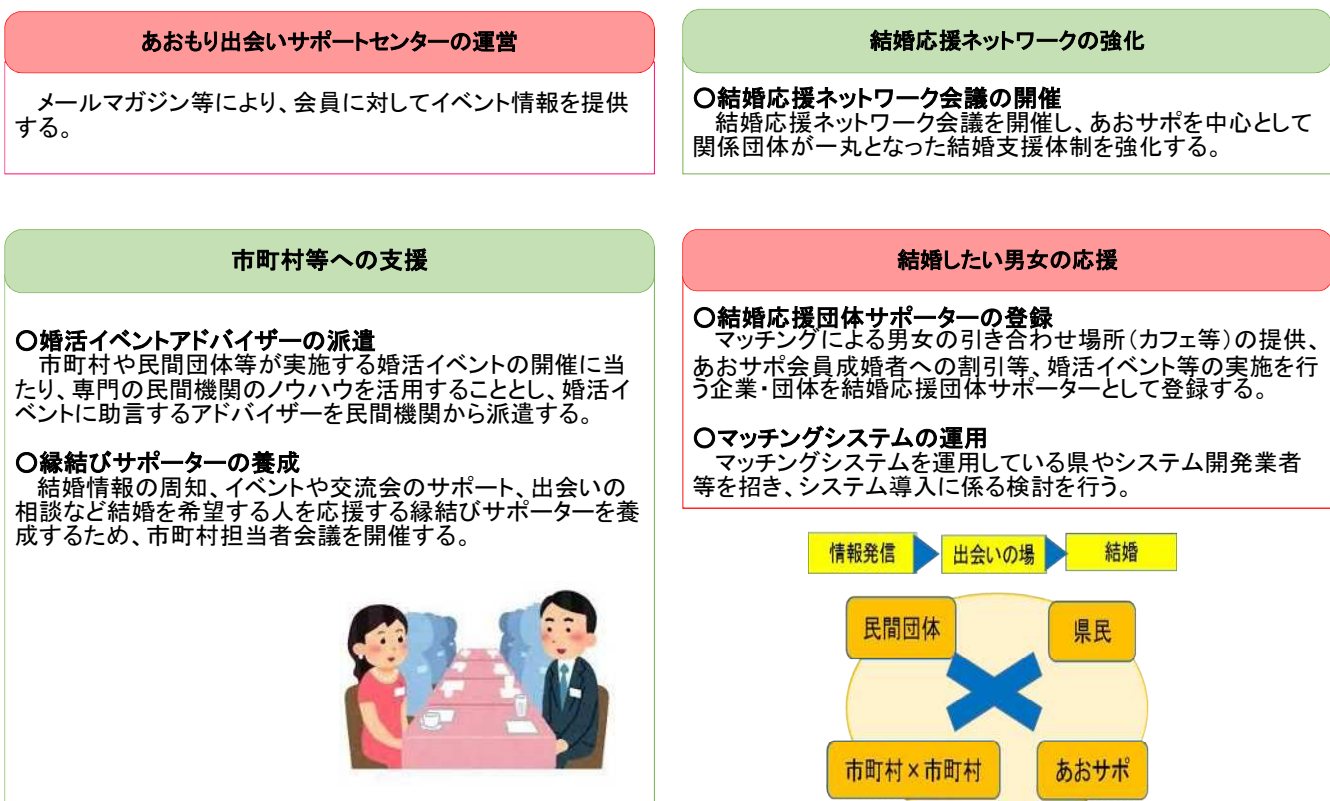 あおもり出会いサポートセンターの運営
メールマガジン等により、会員に対してイベント情報を提供
する。
結婚応援ネットワークの強化
〇結婚応援ネットワーク会議の開催
結婚応援ネットワーク会議を開催し、あおサポを中心として
関係団体が一丸となった結婚支援体制を強化する。
市町村等への支援
〇婚活イベントアドバイザーの派遣
市町村や民間団体等が実施する婚活イベントの開催に当
たり、専門の民間機関のノウハウを活用することとし、婚活イ
ベントに助言するアドバイザーを民間機関から派遣する。
〇縁結びサポーターの養成
結婚情報の周知、イベントや交流会のサポート、出会いの
相談など結婚を希望する人を応援する縁結びサポーターを養
成するため、市町村担当者会議を開催する。
結婚したい男女の応援
〇結婚応援団体サポーターの登録
マッチングによる男女の引き合わせ場所(カフェ等)の提供、
あおサポ会員成婚者への割引等、婚活イベント等の実施を行
う企業・団体を結婚応援団体サポーターとして登録する。
〇マッチングシステムの運用
マッチングシステムを運用している県やシステム開発業者
等を招き、システム導入に係る検討を行う。
情報発信
出会いの場
結婚
民間団体
県民
市町村×市町村
あおサポ